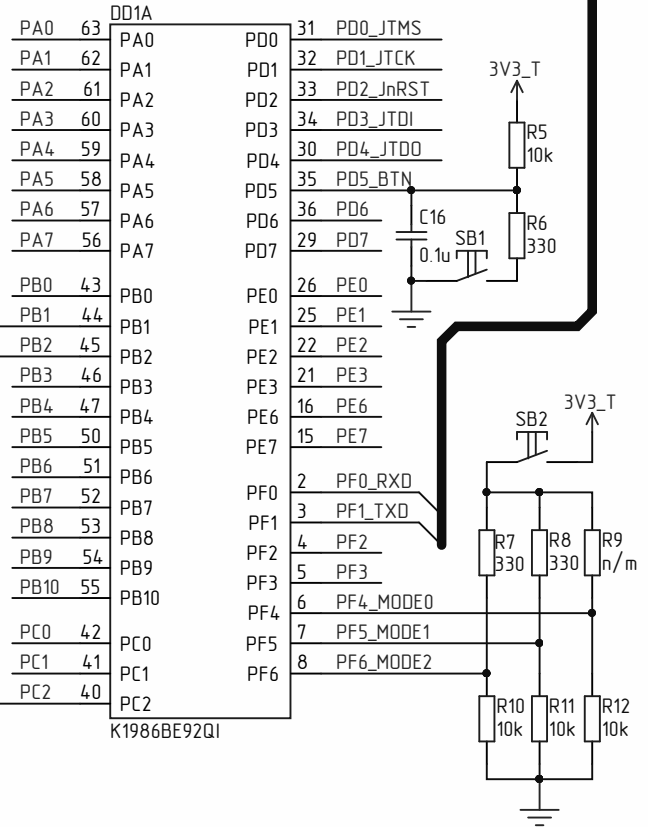 DD1A
PA0 63 PA0 PD0 31 PD0_JTMS
PA1 62 PA1 PD1 32 PD1_JTCK
3V3_T
PA2 61 PA2 PD2 33 PD2_JnRST
PA3 60 PA3 PD3 34 PD3_JTDI
R5
10k
PA4 59 PA4 PD4 30 PD4_JTDO
PA5 58 PA5 PD5 35 PD5_BTN
PA6 57 PA6 PD6 36 PD6
C16
R6
330
SB1
PA7 56 PA7 PD7 29 PD7
0.1u
PB0 43 PB0 PE0 26 PE0
PB1 44 PB1 PE1 25 PE1
PB2 45 PB2 PE2 22 PE2
PB3 46 PB3 PE3 21 PE3
PB4 47 PB4 PE6 16 PE6
3V3_T
SB2
PB5 50 PB5 PE7 15 PE7
PB6 51 PB6 PF0 2 PF0_RXD
PB7 52 PB7 PF1 3 PF1_TXD
PB8 53 PB8 PF2 4 PF2
R7 R8 R9
330 330 n/m
PB9 54 PB9 PF3 5 PF3
PB10 55 PB10 PF4 6 PF4_MODE0
PC0 42 PC0 PF5 7 PF5_MODE1
PC1 41 PC1 PF6 8 PF6_MODE2
PC2 40 PC2
R10 R11 R12
10k 10k 10k
K1986BE92QI